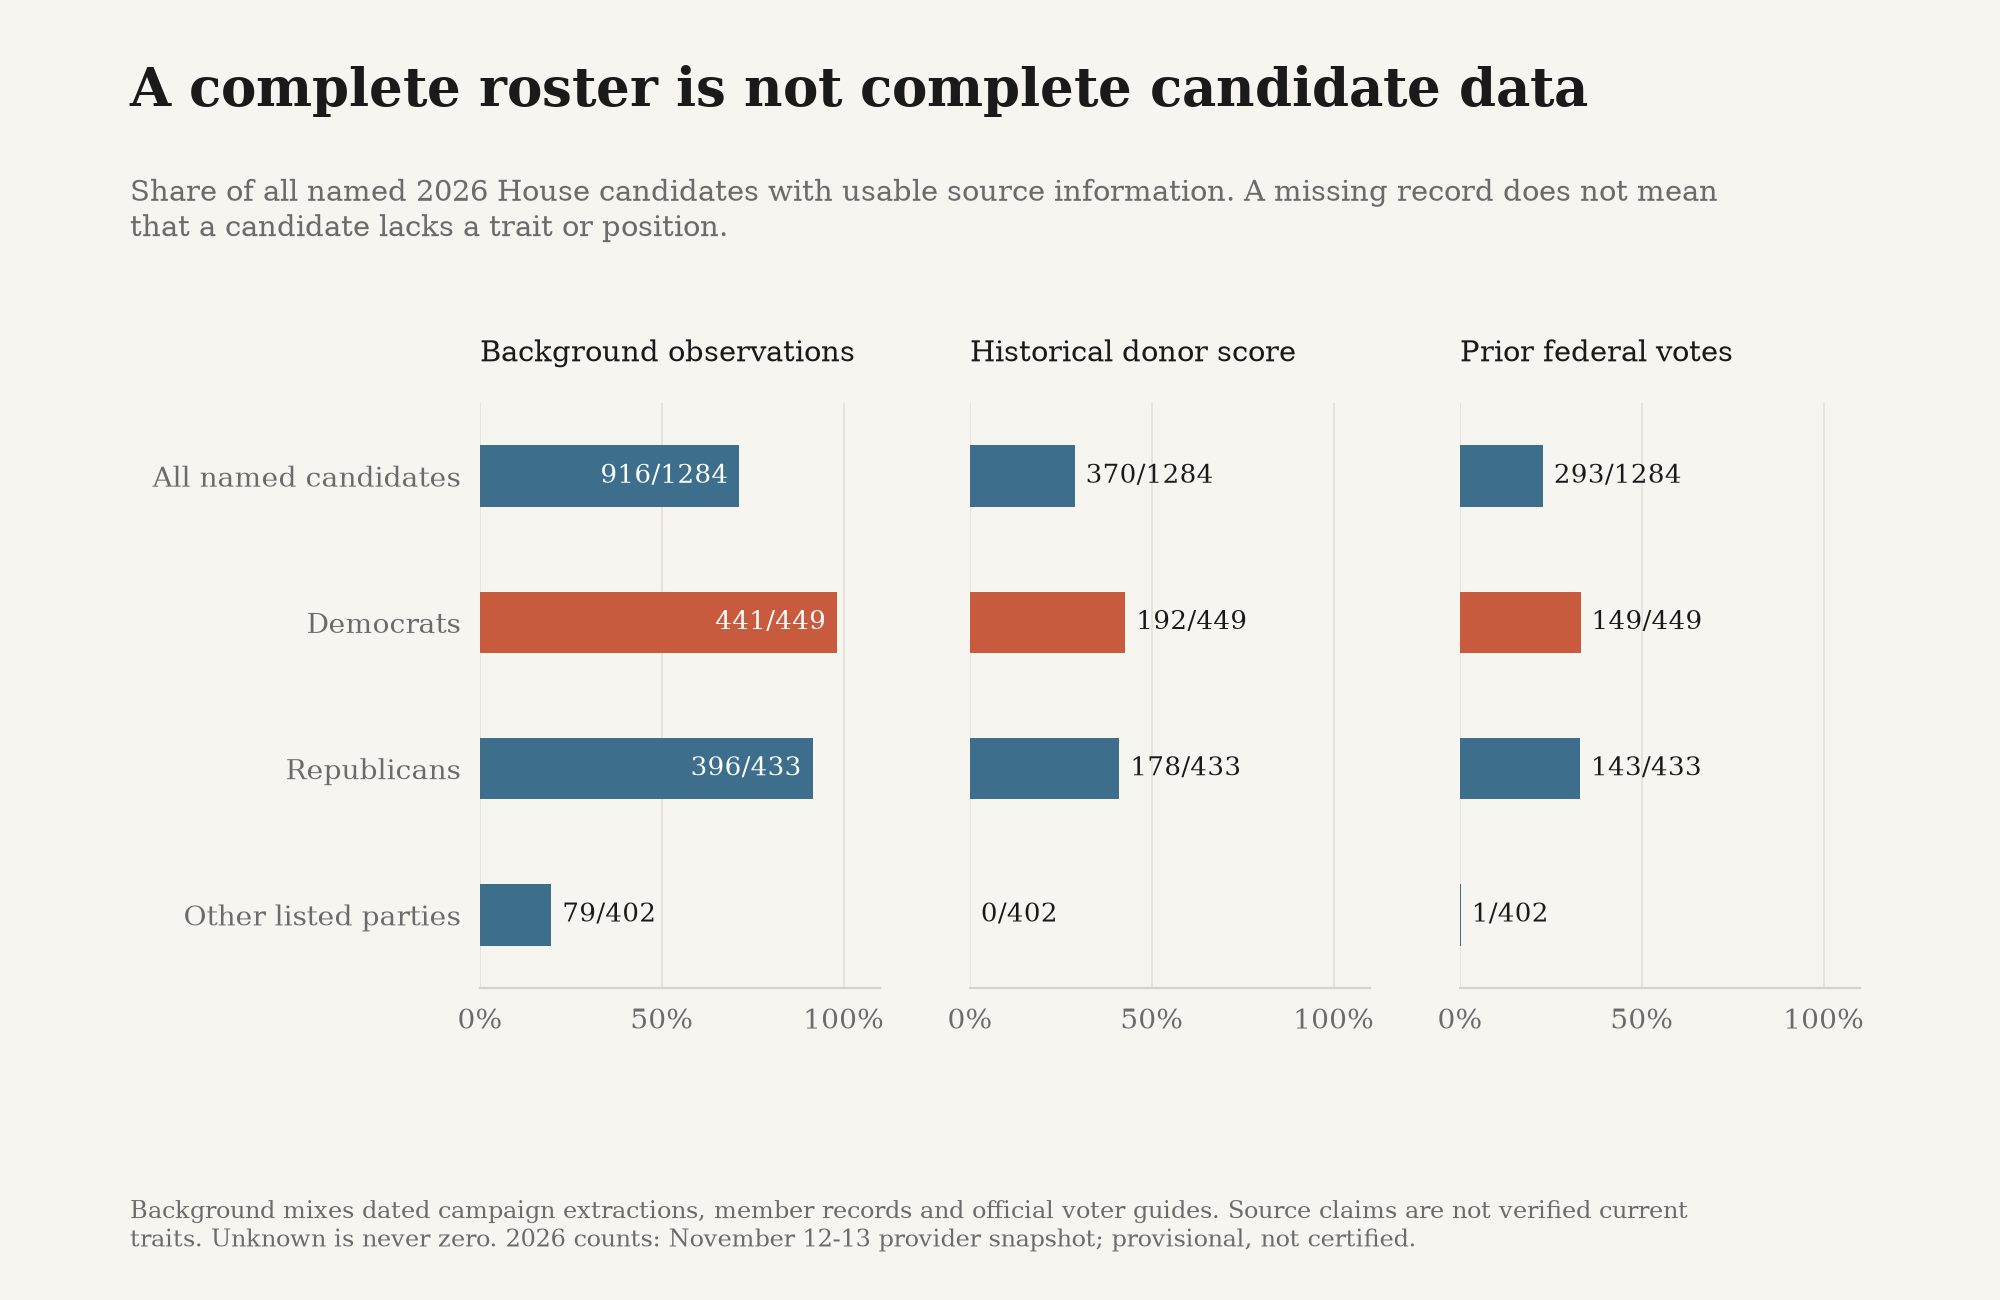 A complete roster is not complete candidate data
Share of all named 2026 House candidates with usable source information. A missing record does not mean
that a candidate lacks a trait or position.
Background observations
Historical donor score
Prior federal votes
All named candidates
916/1284
370/1284
293/1284
Democrats
441/449
192/449
149/449
Republicans
396/433
178/433
143/433
Other listed parties
79/402
0/402
1/402
0%
50%
100%
0%
50%
100%
0%
50%
100%
Background mixes dated campaign extractions, member records and official voter guides. Source claims are not verified current
traits. Unknown is never zero. 2026 counts: November 12-13 provider snapshot; provisional, not certified.